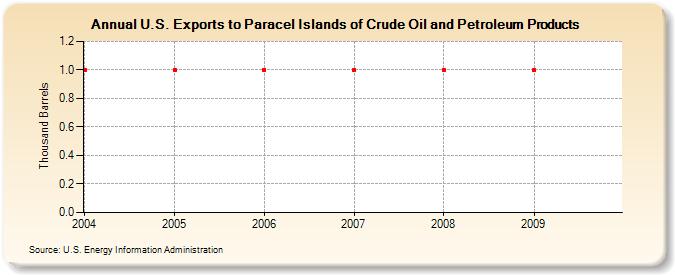 Annual U.S. Exports to Paracel Islands of Crude Oil and Petroleum Products
Thousand Barrels
1.2
1.0
0.8
0.6
0.4
0.2
0.0
2004 2005 2006 2007 2008 2009
Source: U.S. Energy Information Administration